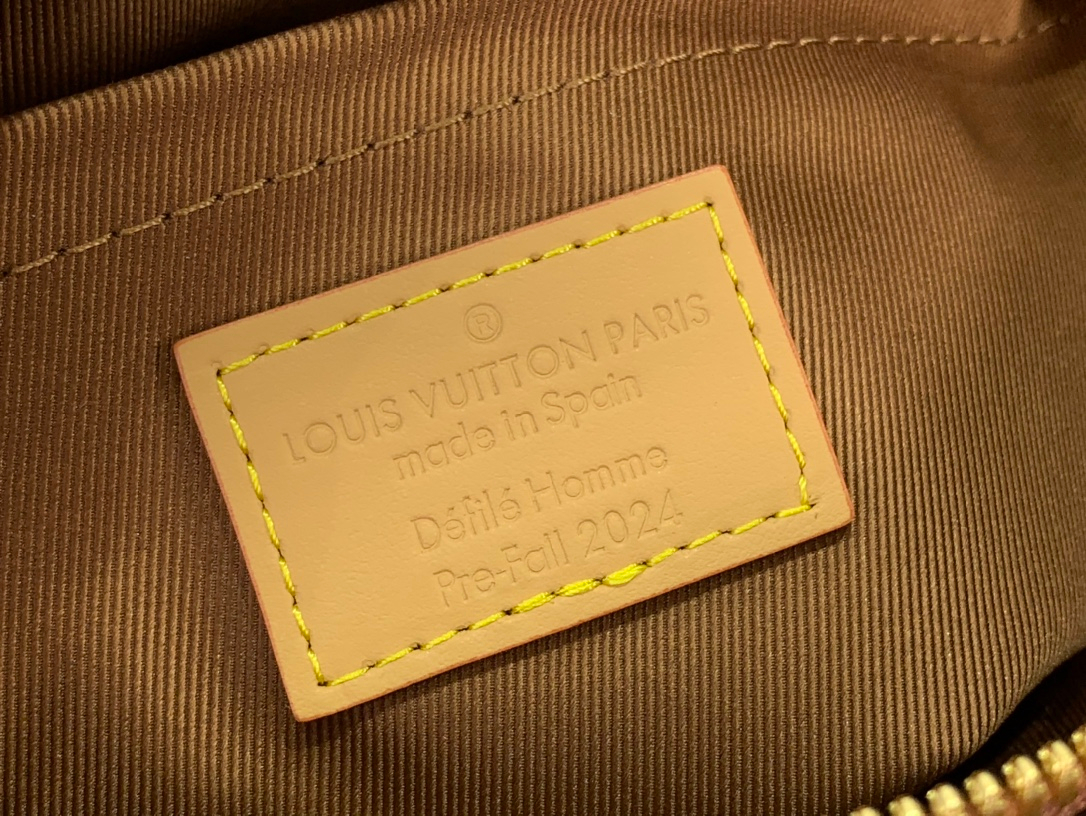 ®
LOUIS VUITTON PARIS
made in Spain
Défilé Homme
Pre-Fall 2024